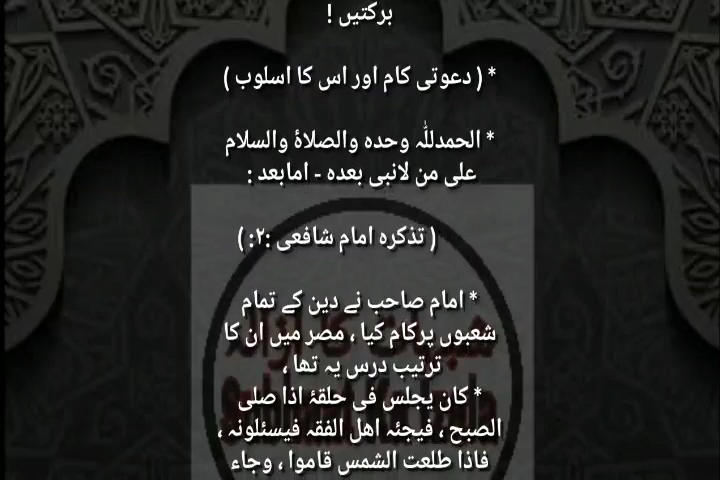 برکتیں !
* ( دعوتی کام اور اس کا اسلوب )
* الحمدللّٰہ وحدہ والصلاۃ والسلام
علی من لانبی بعدہ - امابعد :
( تذکرہ امام شافعی :۲: )
* امام صاحب نے دین کے تمام
شعبوں پرکام کیا ، مصر میں ان کا
ترتیب درس یہ تھا ،
* کان یجلس فی حلقۃ اذا صلی
الصبح ، فیجئہ اھل الفقہ فیسئلونہ ،
فاذا طلعت الشمس قاموا ، وجاء